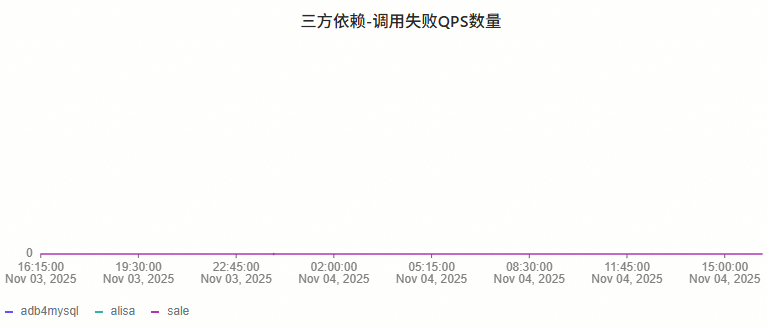 三方依赖-调用失败QPS数量
0
16:15:00 19:30:00 22:45:00 02:00:00 05:15:00 08:30:00 11:45:00 15:00:00
Nov 03, 2025 Nov 03, 2025 Nov 03, 2025 Nov 04, 2025 Nov 04, 2025 Nov 04, 2025 Nov 04, 2025 Nov 04, 2025
adb4mysql alisa sale